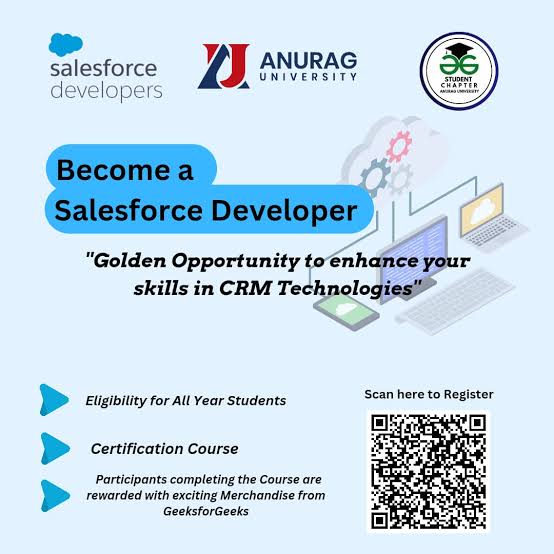 salesforce
developers
ANURAG
UNIVERSITY
STUDENT
CHAPTER
ANURAG UNIVERSITY
Become a
Salesforce Developer
"Golden Opportunity to enhance your
skills in CRM Technologies"
Eligibility for All Year Students
Certification Course
Participants completing the Course are
rewarded with exciting Merchandise from
GeeksforGeeks
Scan here to Register